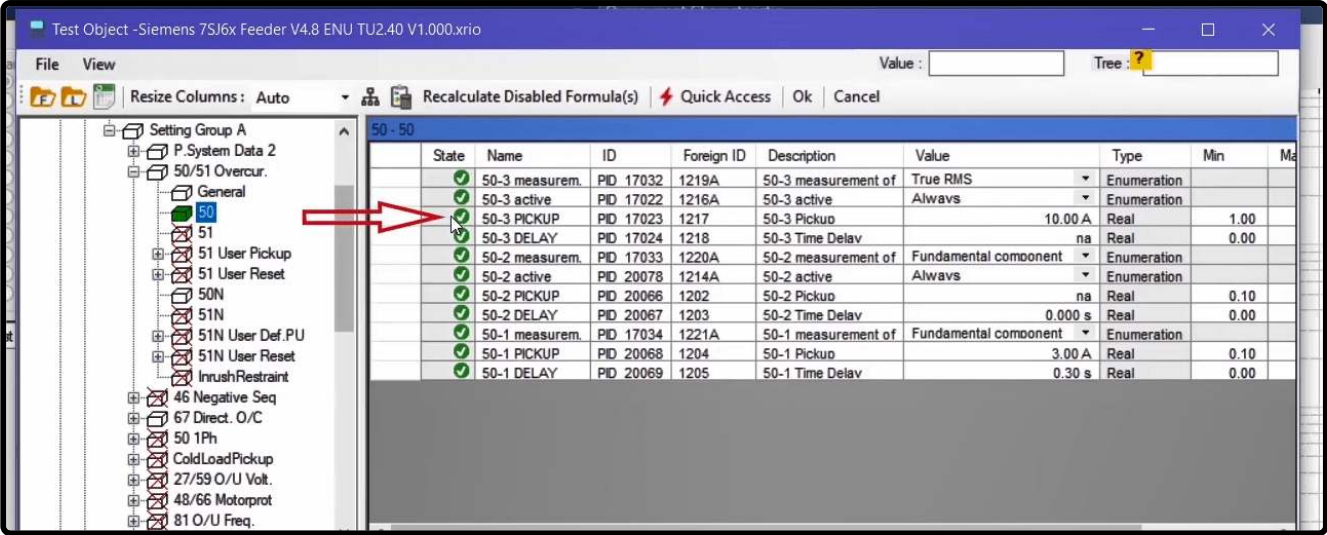 Test Object -Siemens 7SJ6x Feeder V4.8 ENU TU2.40 V1.000.xrio
File View Value : Tree : ?
Resize Columns : Auto Recalculate Disabled Formula(s) Quick Access Ok Cancel
Setting Group A
P.System Data 2
50/51 Overcur.
General
50
51
51 User Pickup
51 User Reset
50N
51N
51N User Def.PU
51N User Reset
InrushRestraint
46 Negative Seq
67 Direct. O/C
50 1Ph
ColdLoadPickup
27/59 O/U Volt.
48/66 Motorprot
81 O/U Freq.
50 - 50
State Name ID Foreign ID Description Value Type Min Ma
50-3 measurem. PID 17032 1219A 50-3 measurement of True RMS Enumeration
50-3 active PID 17022 1216A 50-3 active Always Enumeration
50-3 PICKUP PID 17023 1217 50-3 Pickup 10.00 A Real 1.00
50-3 DELAY PID 17024 1218 50-3 Time Delay na Real 0.00
50-2 measurem. PID 17033 1220A 50-2 measurement of Fundamental component Enumeration
50-2 active PID 20078 1214A 50-2 active Always Enumeration
50-2 PICKUP PID 20066 1202 50-2 Pickup na Real 0.10
50-2 DELAY PID 20067 1203 50-2 Time Delay 0.000 s Real 0.00
50-1 measurem. PID 17034 1221A 50-1 measurement of Fundamental component Enumeration
50-1 PICKUP PID 20068 1204 50-1 Pickup 3.00 A Real 0.10
50-1 DELAY PID 20069 1205 50-1 Time Delay 0.30 s Real 0.00